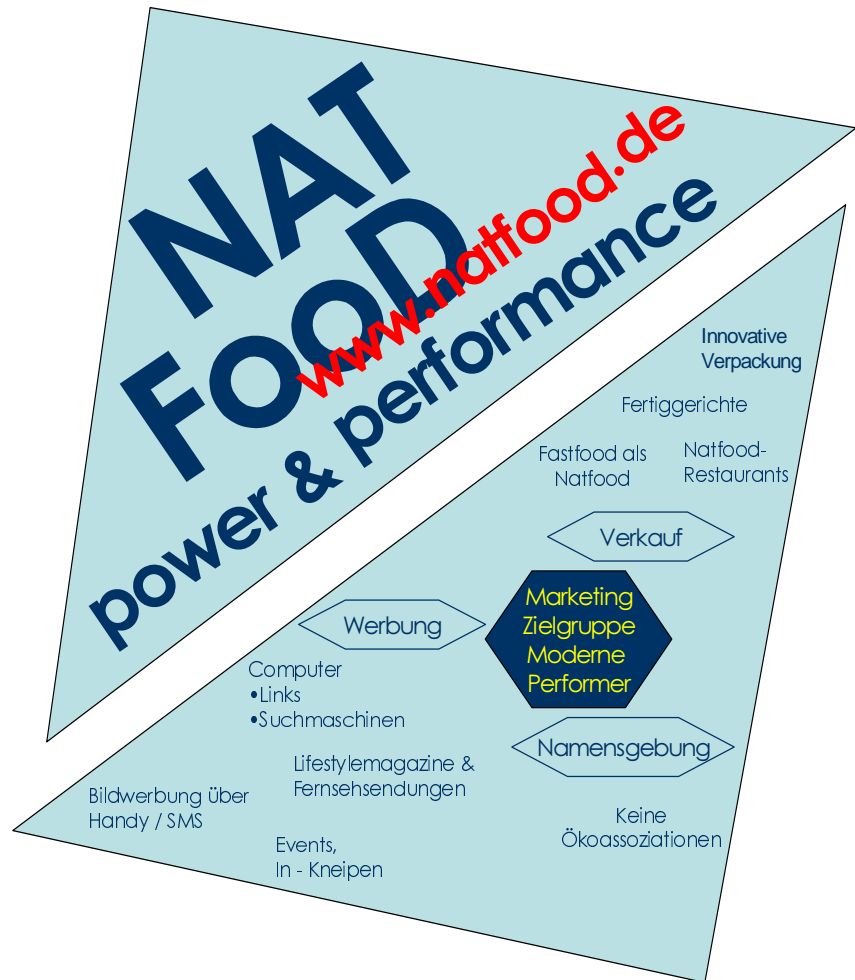 NAT
FOOD
www.natfood.de
power & performance
Innovative
Verpackung
Fertiggerichte
Fastfood als
Natfood
Natfood-
Restaurants
Verkauf
Marketing
Zielgruppe
Moderne
Performer
Werbung
Computer
•Links
•Suchmaschinen
Lifestylemagazine &
Fernsehsendungen
Bildwerbung über
Handy / SMS
Events,
In - Kneipen
Namensgebung
Keine
Ökoassoziationen